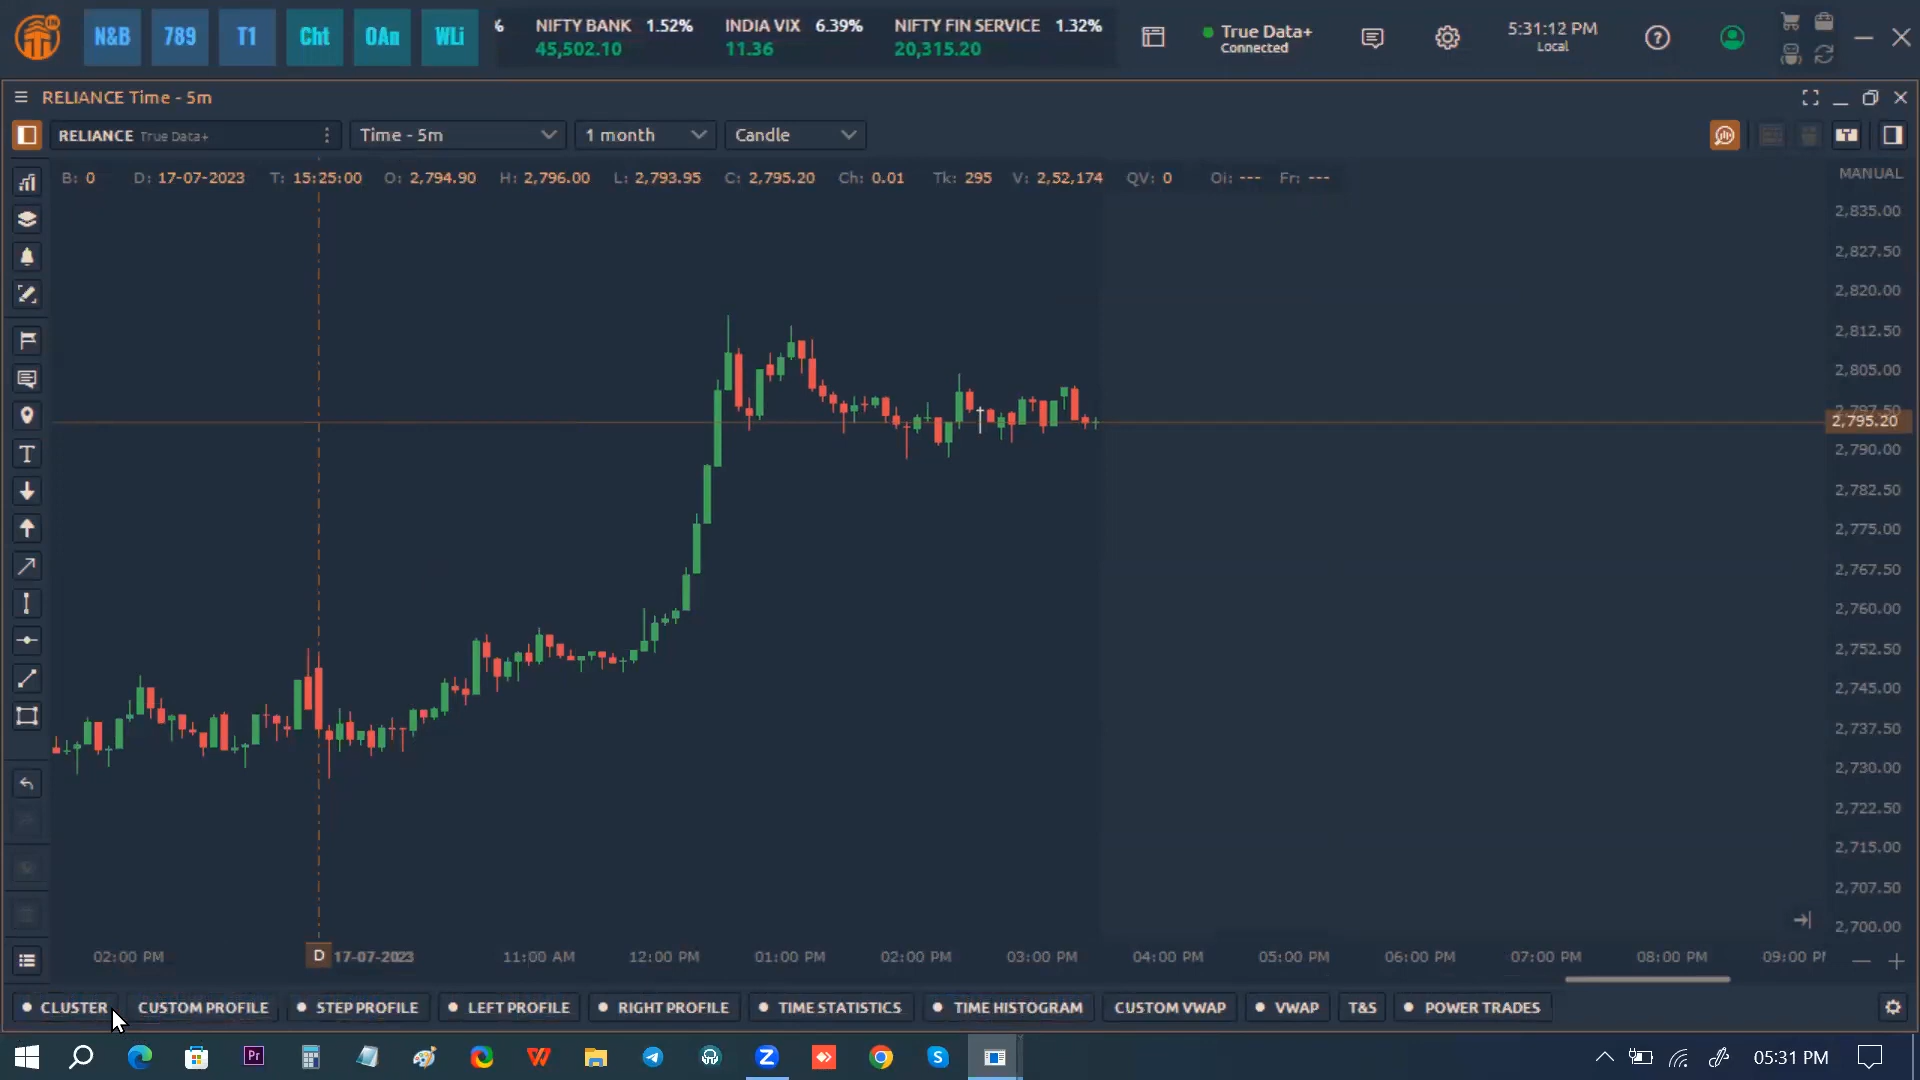 N&B 789 T1 Cht OAn WLi
% NIFTY BANK 1.52% INDIA VIX 6.39% NIFTY FIN SERVICE 1.32%
45,502.10 11.36 20,315.20
True Data+
Connected
5:31:12 PM
Local
RELIANCE Time - 5m
RELIANCE True Data+ Time - 5m 1 month Candle
B: 0 D: 17-07-2023 T: 15:25:00 O: 2,794.90 H: 2,796.00 L: 2,793.95 C: 2,795.20 Ch: 0.01 Tk: 295 V: 2,52,174 QV: 0 Oi: --- Fr: ---
MANUAL
2,835.00
2,827.50
2,820.00
2,812.50
2,805.00
2,797.50
2,795.20
2,790.00
2,782.50
2,775.00
2,767.50
2,760.00
2,752.50
2,745.00
2,737.50
2,730.00
2,722.50
2,715.00
2,707.50
2,700.00
02:00 PM D 17-07-2023 11:00 AM 12:00 PM 01:00 PM 02:00 PM 03:00 PM 04:00 PM 05:00 PM 06:00 PM 07:00 PM 08:00 PM 09:00 P
CLUSTER CUSTOM PROFILE STEP PROFILE LEFT PROFILE RIGHT PROFILE TIME STATISTICS TIME HISTOGRAM CUSTOM VWAP VWAP T&S POWER TRADES
05:31 PM